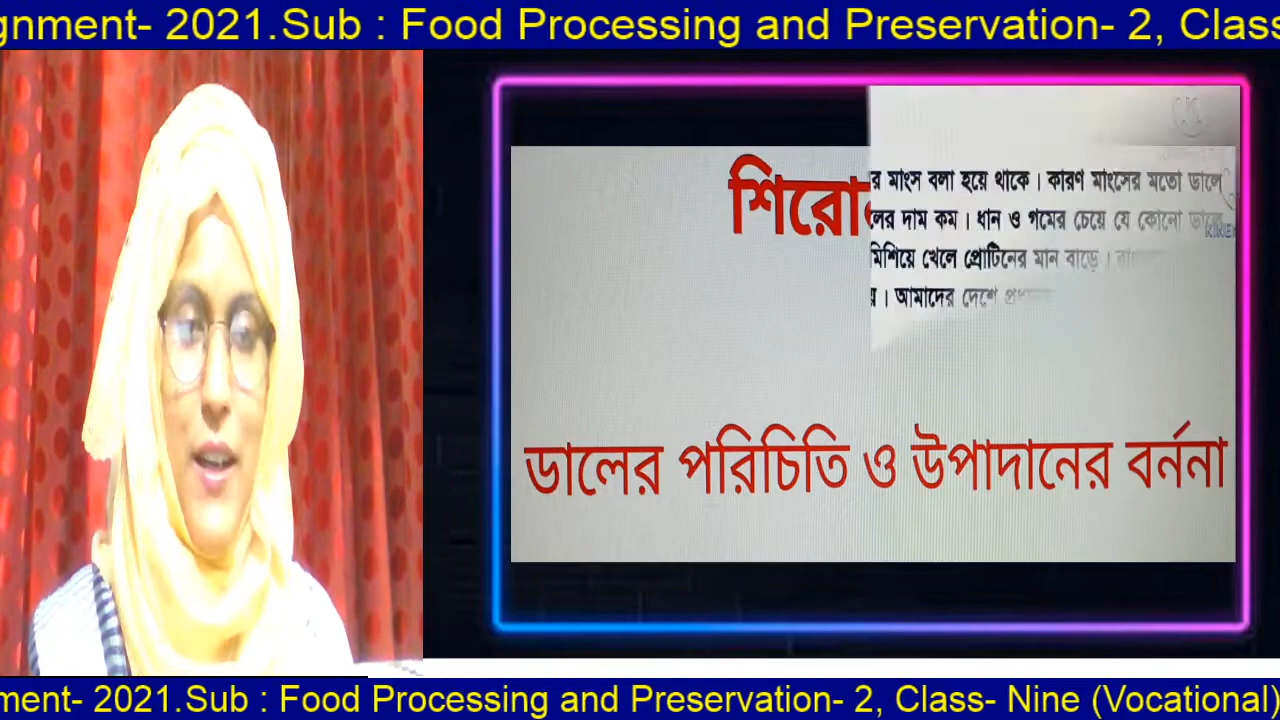 gnment- 2021.Sub : Food Processing and Preservation- 2, Class
শিরো
র মাংস বলা হয়ে থাকে। কারণ মাংসের মতো ডালে
লের দাম কম। ধান ও গমের চেয়ে যে কোনো ডালে
মিশিয়ে খেলে প্রোটিনের মান বাড়ে।
য়। আমাদের দেশে
ডালের পরিচিতি ও উপাদানের বর্ননা
nment- 2021.Sub : Food Processing and Preservation- 2, Class- Nine (Vocational)